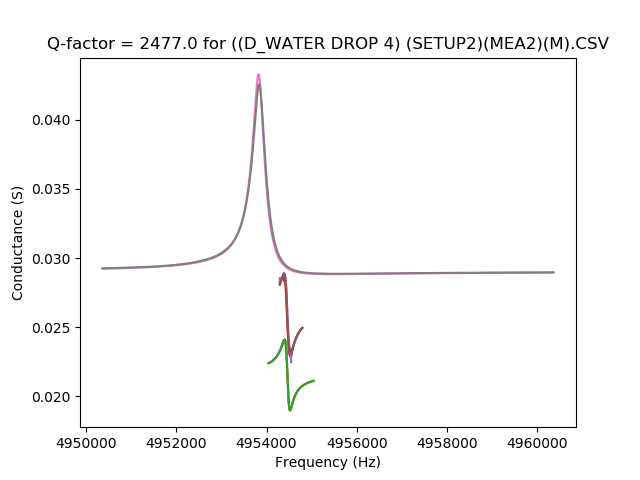 Q-factor = 2477.0 for ((D_WATER DROP 4) (SETUP2)(MEA2)(M).CSV
0.040
0.035
0.030
0.025
0.020
Conductance (S)
4950000 4952000 4954000 4956000 4958000 4960000
Frequency (Hz)